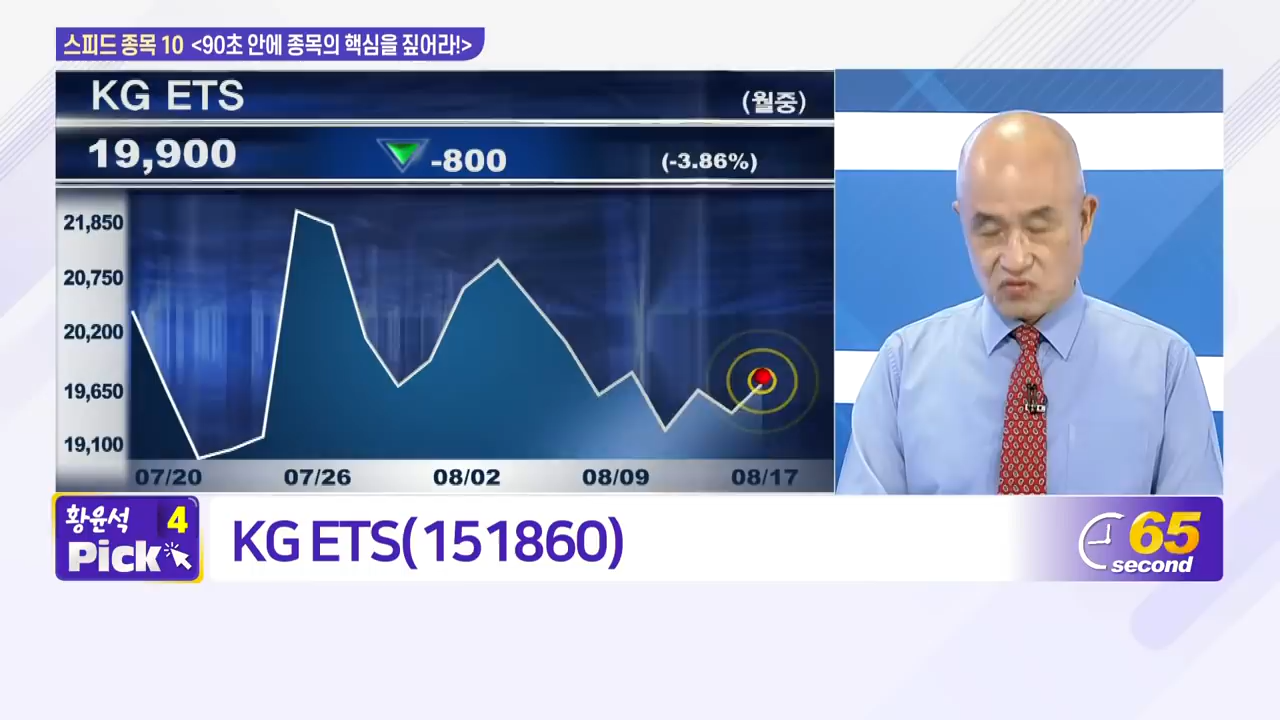 스피드 종목 10 <90초 안에 종목의 핵심을 짚어라!>
KG ETS
(월중)
19,900
-800
(-3.86%)
21,850
20,750
20,200
19,650
19,100
07/20
07/26
08/02
08/09
08/17
황윤석 4
Pick
KG ETS(151860)
65
second